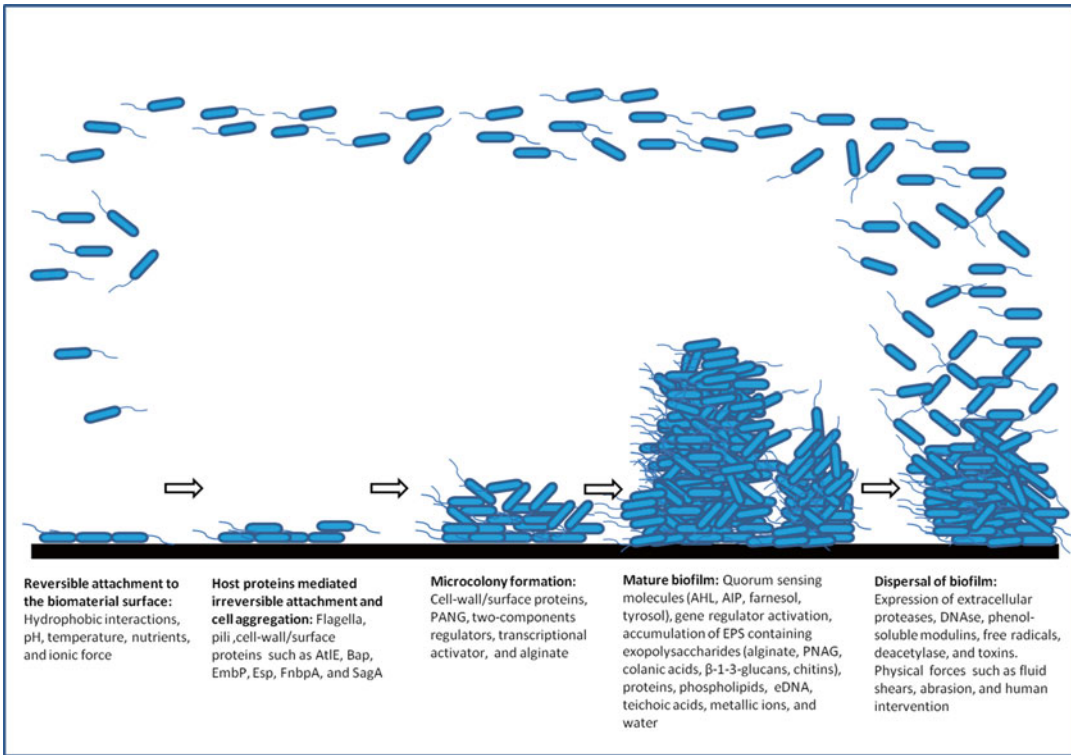 Reversible attachment to
the biomaterial surface:
Hydrophobic interactions,
pH, temperature, nutrients,
and ionic force
Host proteins mediated
irreversible attachment and
cell aggregation: Flagella,
pili ,cell-wall/surface
proteins such as AtlE, Bap,
EmbP, Esp, FnbpA, and SagA
Microcolony formation:
Cell-wall/surface proteins,
PANG, two-components
regulators, transcriptional
activator, and alginate
Mature biofilm: Quorum sensing
molecules (AHL, AIP, farnesol,
tyrosol), gene regulator activation,
accumulation of EPS containing
exopolysaccharides (alginate, PNAG,
colanic acids, β-1-3-glucans, chitins),
proteins, phospholipids, eDNA,
teichoic acids, metallic ions, and
water
Dispersal of biofilm:
Expression of extracellular
proteases, DNAse, phenol-
soluble modulins, free radicals,
deacetylase, and toxins.
Physical forces such as fluid
shears, abrasion, and human
intervention